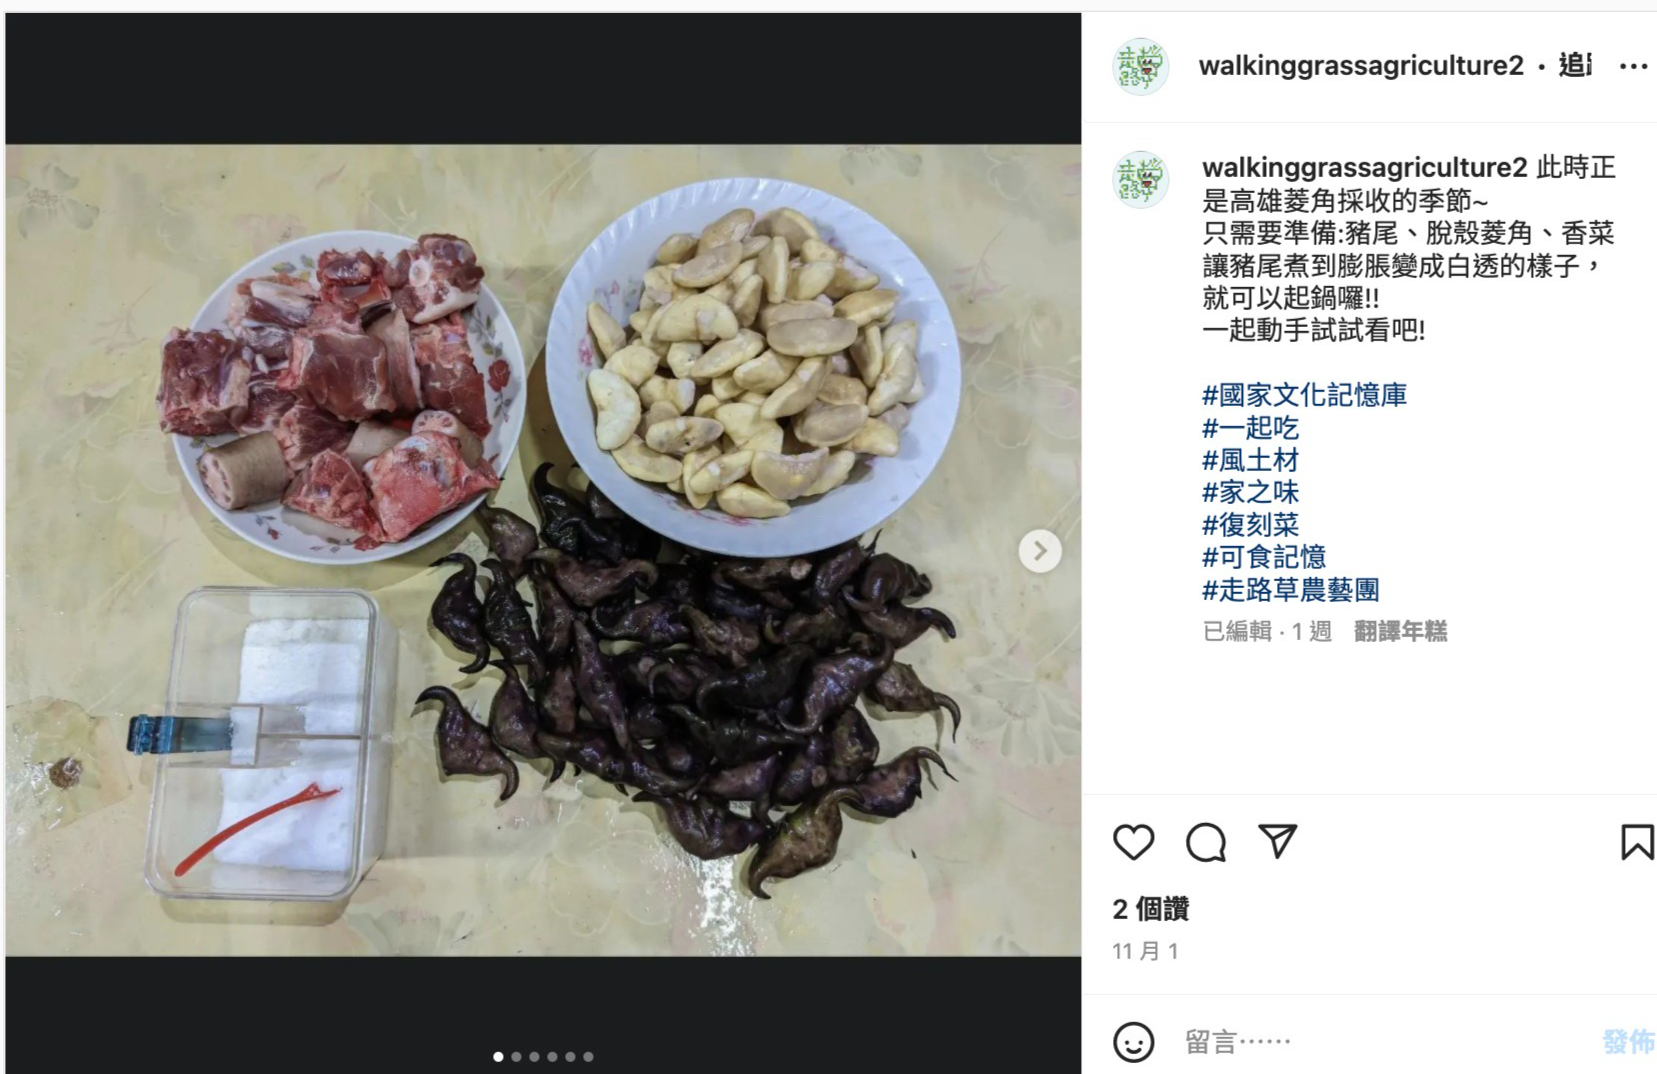 walkinggrassagriculture2 · 追
walkinggrassagriculture2 此時正
是高雄菱角採收的季節~
只需要準備:豬尾、脫殼菱角、香菜
讓豬尾煮到膨脹變成白透的樣子，
就可以起鍋囉!!
一起動手試試看吧!
#國家文化記憶庫
#一起吃
#風土材
#家之味
#復刻菜
#可食記憶
#走路草農藝團
已編輯 · 1 週 翻譯年糕
2 個讚
11 月 1
留言……
發佈